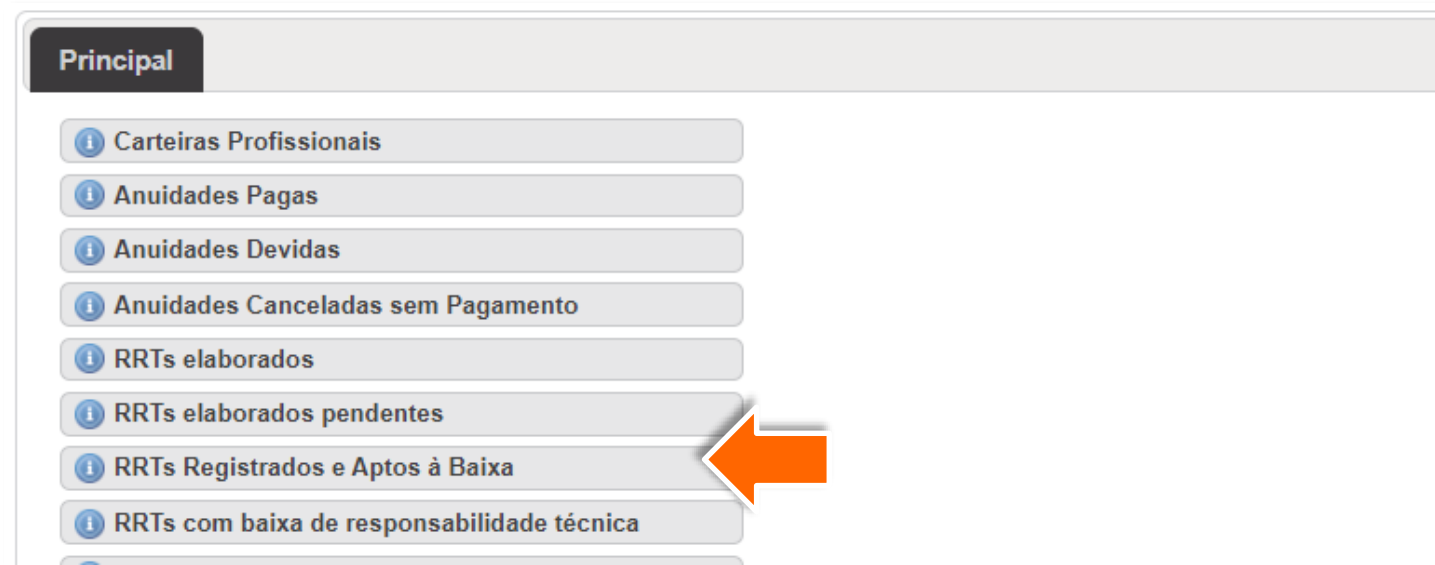 Principal
Carteiras Profissionais
Anuidades Pagas
Anuidades Devidas
Anuidades Canceladas sem Pagamento
RRTs elaborados
RRTs elaborados pendentes
RRTs Registrados e Aptos à Baixa
RRTs com baixa de responsabilidade técnica